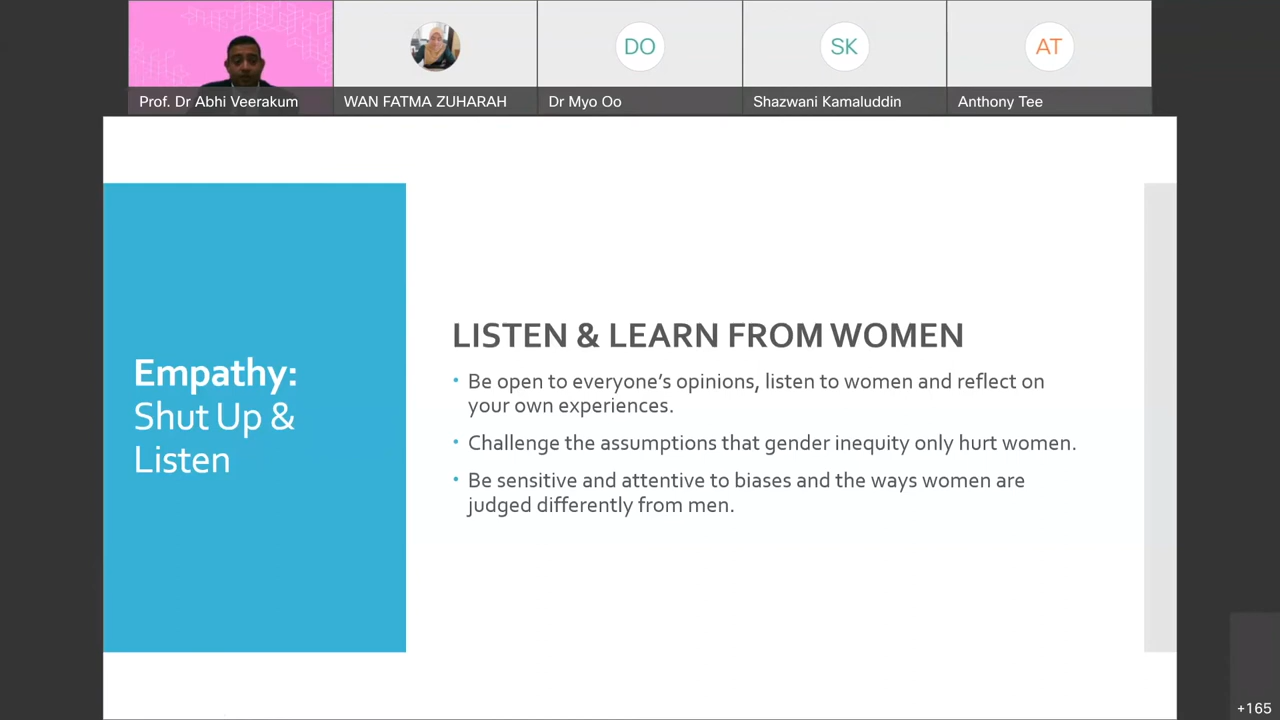 Prof. Dr Abhi Veerakum
WAN FATMA ZUHARAH
DO
Dr Myo Oo
SK
Shazwani Kamaluddin
AT
Anthony Tee
Empathy:
Shut Up &
Listen
LISTEN & LEARN FROM WOMEN
• Be open to everyone's opinions, listen to women and reflect on
your own experiences.
• Challenge the assumptions that gender inequity only hurt women.
• Be sensitive and attentive to biases and the ways women are
judged differently from men.
+165